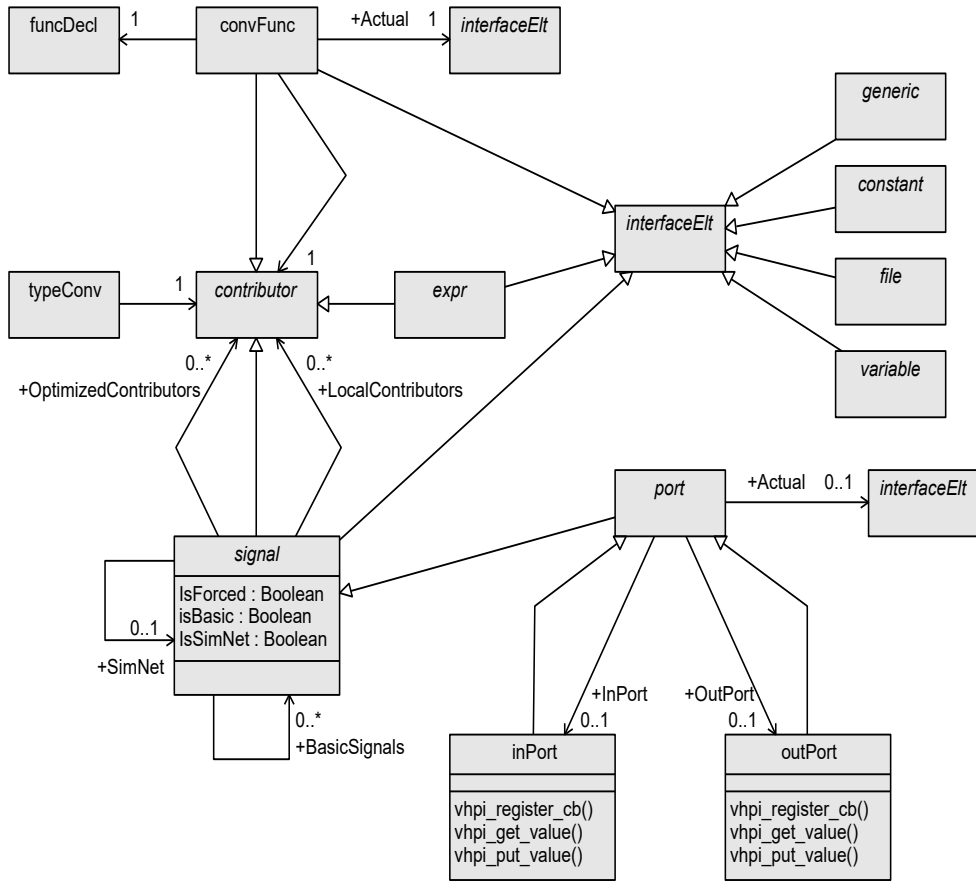 funcDecl
1
convFunc
+Actual
1
interfaceElt
generic
constant
interfaceElt
file
variable
1
typeConv
1
contributor
expr
0..*
0..*
+OptimizedContributors
+LocalContributors
port
+Actual
0..1
interfaceElt
signal
IsForced : Boolean
isBasic : Boolean
IsSimNet : Boolean
0..1
+SimNet
0..*
+BasicSignals
+InPort
0..1
+OutPort
0..1
inPort
vhpi_register_cb()
vhpi_get_value()
vhpi_put_value()
outPort
vhpi_register_cb()
vhpi_get_value()
vhpi_put_value()